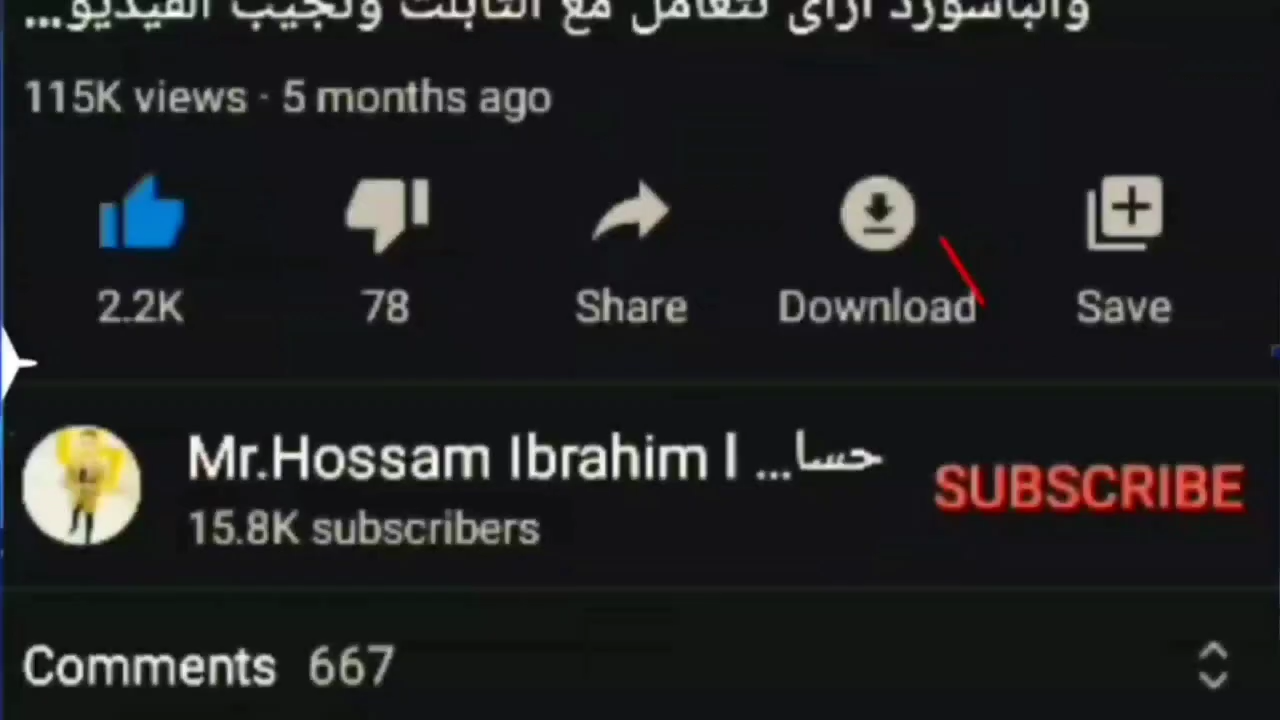 والباسورد ازاى تتعامل مع التابلت وتجيب الفيديو...
115K views · 5 months ago
2.2K
78
Share
Download
Save
Mr.Hossam Ibrahim I ...حسا
15.8K subscribers
SUBSCRIBE
Comments 667